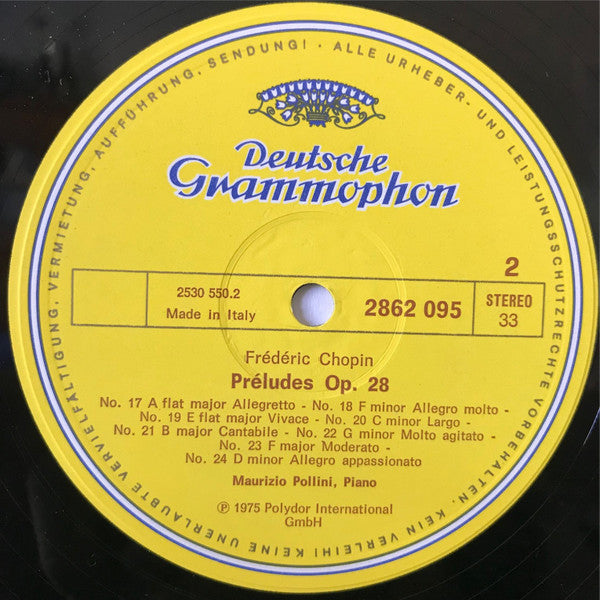 ALLE URHEBER- UND LEISTUNGSSCHUTZRECHTE VORBEHALTEN. KEIN VERLEIH! KEINE UNERLAUBTE VERVIELFÄLTIGUNG, VERMIETUNG, AUFFÜHRUNG, SENDUNG! ·
Deutsche
Grammophon
2
2530 550.2
Made in Italy
2862 095
STEREO
33
Frédéric Chopin
Préludes Op. 28
No. 17 A flat major Allegretto - No. 18 F minor Allegro molto -
No. 19 E flat major Vivace - No. 20 C minor Largo -
No. 21 B major Cantabile - No. 22 G minor Molto agitato -
No. 23 F major Moderato -
No. 24 D minor Allegro appassionato
Maurizio Pollini, Piano
℗ 1975 Polydor International
GmbH